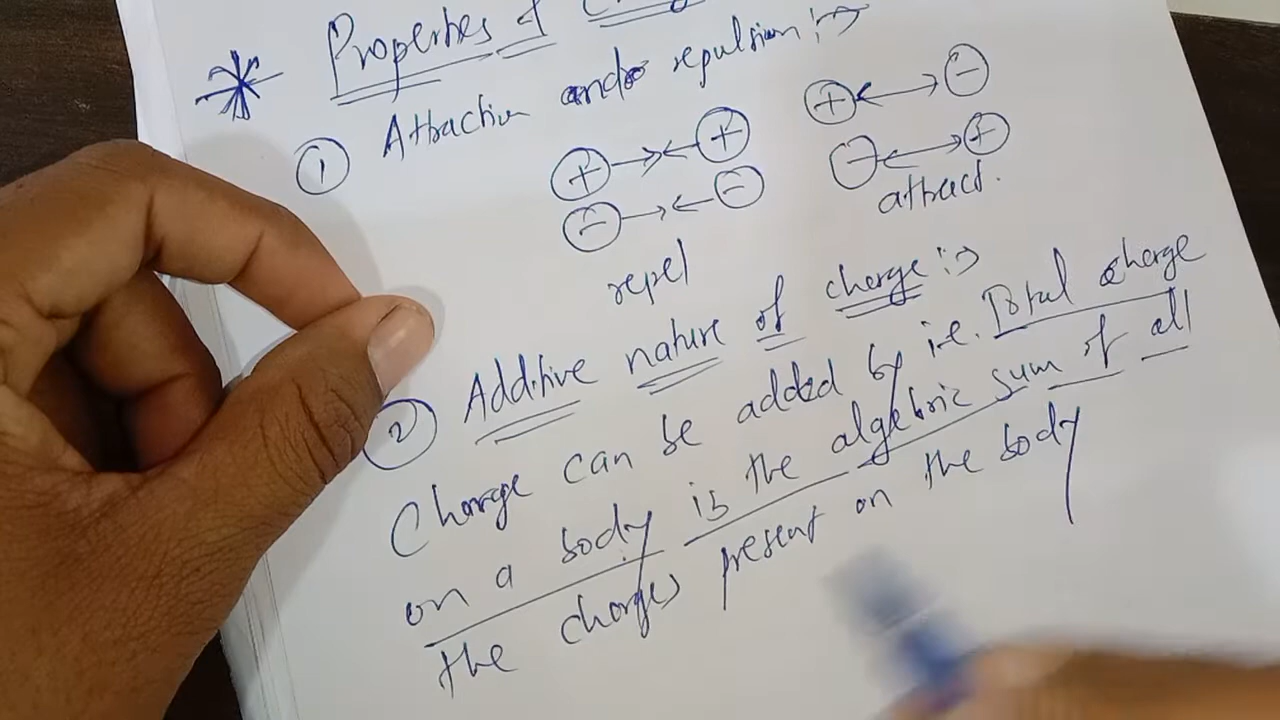 Properties of
① Attraction and repulsion :→
+ →← + + ←→ -
- →← - - ←→ +
repel attract.
② Additive nature of charge :→
Charge can be added by i.e. Total charge
on a body is the algebric sum of all
the charges present on the body